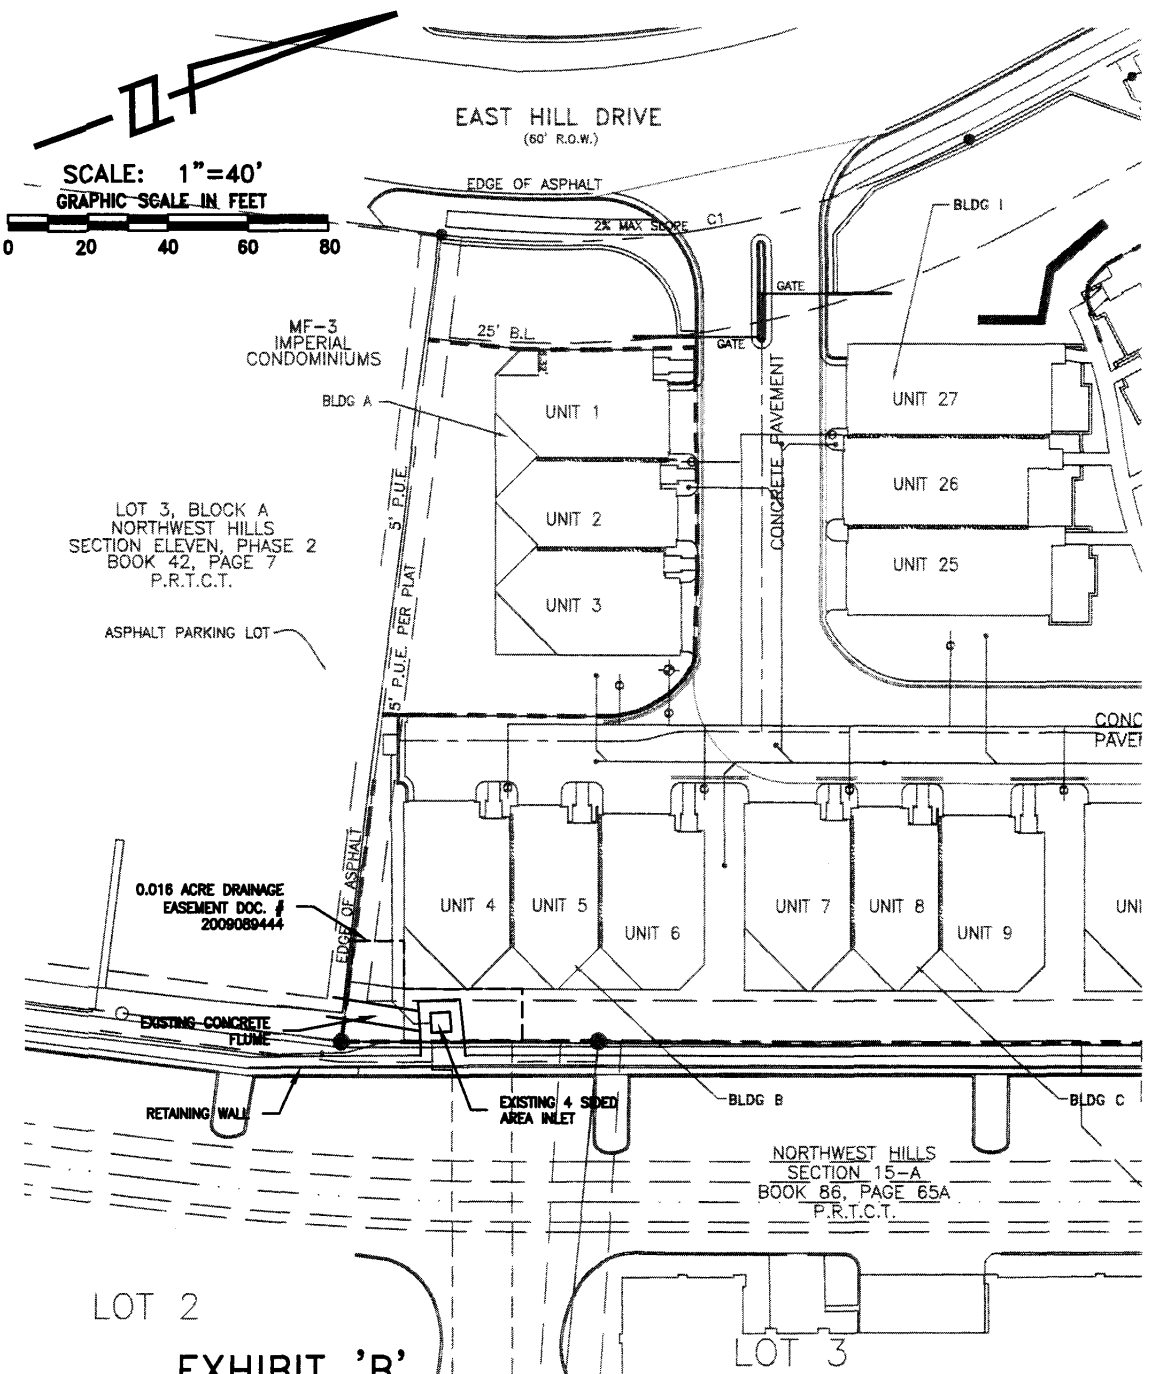 N
EAST HILL DRIVE
(60' R.O.W.)
SCALE: 1"=40'
GRAPHIC SCALE IN FEET
0 20 40 60 80
EDGE OF ASPHALT
2% MAX SLOPE
C1
BLDG I
GATE
MF-3
IMPERIAL
CONDOMINIUMS
25' B.L.
GATE
BLDG A
UNIT 1
CONCRETE PAVEMENT
UNIT 27
5' P.U.E.
UNIT 26
LOT 3, BLOCK A
NORTHWEST HILLS
SECTION ELEVEN, PHASE 2
BOOK 42, PAGE 7
P.R.T.C.T.
UNIT 2
UNIT 25
5' P.U.E. PER PLAT
UNIT 3
ASPHALT PARKING LOT
CONC
PAVE
EDGE OF ASPHALT
0.016 ACRE DRAINAGE
EASEMENT DOC. #
2009089444
UNIT 4
UNIT 5
UNIT 6
UNIT 7
UNIT 8
UNIT 9
UNI
EXISTING CONCRETE
FLUME
RETAINING WALL
EXISTING 4 SIDED
AREA INLET
BLDG B
BLDG C
NORTHWEST HILLS
SECTION 15-A
BOOK 86, PAGE 65A
P.R.T.C.T.
LOT 2
LOT 3
EXHIBIT 'B'